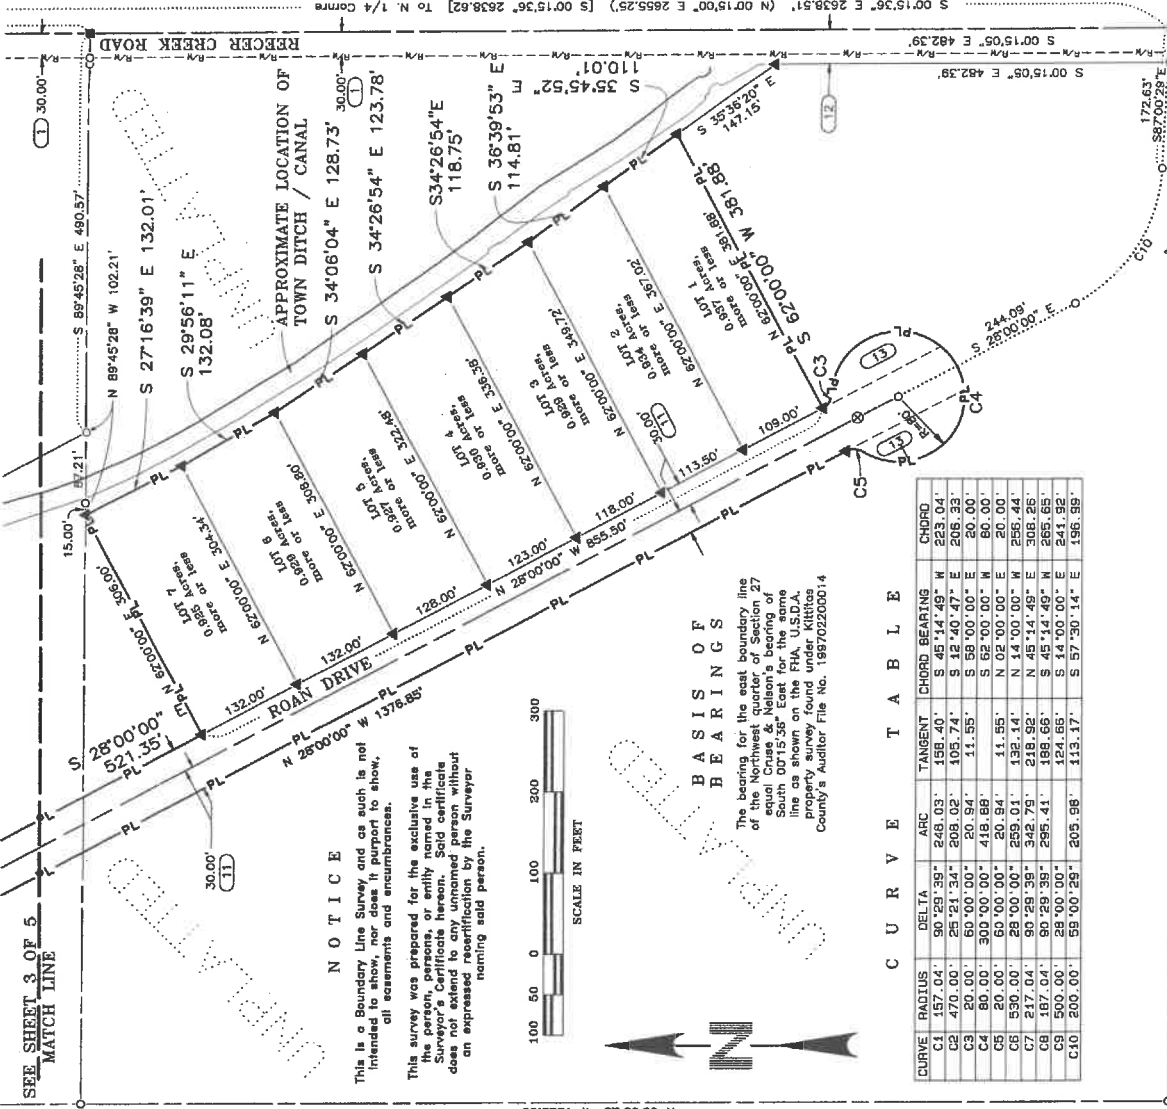 S 00°15'36" E 2638.51' (N 00°15'00" E 2655.25') [S 00°15'36" 2638.62] To N. 1/4 Corne
S 00°15'05" E 482.39'
S 00°15'05" E 482.39'
REECER CREEK ROAD
30.00'
1
30.00'
1
12
172.63'
S87°00'29"E
C10
244.09'
S 28°00'00" E
S 89°45'28" E 490.57'
N 89°45'28" W 102.21'
87.21'
15.00'
S 27°16'39" E 132.01'
S 29°56'11" E
132.08'
APPROXIMATE LOCATION OF
TOWN DITCH / CANAL
S 34°06'04" E 128.73'
S 34°26'54" E 123.78'
S34°26'54"E
118.75'
S 36°39'53" E
114.81'
S 35°45'52" E
110.01'
S 35°36'20" E
147.15'
UNPLATTED
SEE SHEET 3 OF 5
MATCH LINE
N 62°00'00" E 306.00'
LOT 7
0.925 Acres,
more or less
N 62°00'00" E 304.34'
LOT 6
0.929 Acres,
more or less
N 62°00'00" E 308.80'
LOT 5
0.927 Acres,
more or less
N 62°00'00" E 322.48'
LOT 4
0.930 Acres,
more or less
N 62°00'00" E 336.36'
LOT 3
0.929 Acres,
more or less
N 62°00'00" E 349.72'
LOT 2
0.934 Acres,
more or less
N 62°00'00" E 367.02'
LOT 1
0.937 Acres,
more or less
N 62°00'00" E 381.88'
S 62°00'00" W 381.88'
S 28°00'00" E
521.35'
132.00'
132.00'
128.00'
123.00'
118.00'
113.50'
109.00'
30.00'
11
ROAN DRIVE
N 28°00'00" W 855.50'
N 28°00'00" W 1376.85'
30.00'
11
C3
13
C4
R=80'
13
C5
PL
UNPLATTED
NOTICE
This is a Boundary Line Survey and as such is not
intended to show, nor does it purport to show,
all easements and encumbrances.
This survey was prepared for the exclusive use of
the person, persons, or entity named in the
Surveyor's Certificate hereon. Said certificate
does not extend to any unnamed person without
an expressed recertification by the Surveyor
naming said person.
100 50 0 100 200 300
SCALE IN FEET
N
UNPLATTED
BASIS OF
BEARINGS
The bearing for the east boundary line
of the Northwest quarter of Section 27
equal Cruse & Nelson's bearing of
South 00°15'36" East for the same
line as shown on the FHA, U.S.D.A.
property survey found under Kittitas
County's Auditor File No. 199702200014
CURVE TABLE
CURVE RADIUS DELTA ARC TANGENT CHORD BEARING CHORD
C1 157.04' 90°29'39" 248.03' 158.40' S 45°14'49" W 223.04'
C2 470.00' 25°21'34" 208.02' 105.74' S 12°40'47" E 206.33'
C3 20.00' 60°00'00" 20.94' 11.55' S 58°00'00" E 20.00'
C4 80.00' 300°00'00" 418.88' S 62°00'00" W 80.00'
C5 20.00' 60°00'00" 20.94' 11.55' N 02°00'00" E 20.00'
C6 530.00' 28°00'00" 259.01' 132.14' N 14°00'00" W 256.44'
C7 217.04' 90°29'39" 342.79' 218.92' N 45°14'49" E 308.26'
C8 187.04' 90°29'39" 295.41' 188.66' S 45°14'49" W 265.65'
C9 500.00' 28°00'00" 124.66' S 14°00'00" E 241.92'
C10 200.00' 59°00'29" 205.98' 113.17' S 57°30'14" E 196.99'